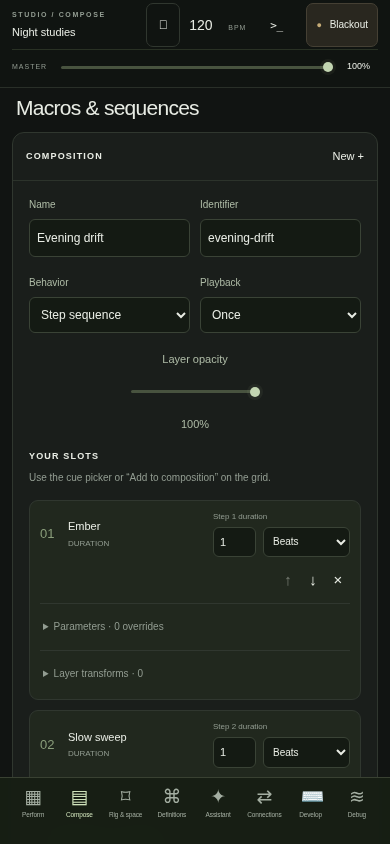 STUDIO / COMPOSE
Night studies
120 BPM >_ Blackout
MASTER 100%
Macros & sequences
COMPOSITION New +
Name Identifier
Evening drift evening-drift
Behavior Playback
Step sequence Once
Layer opacity
100%
YOUR SLOTS
Use the cue picker or “Add to composition” on the grid.
Step 1 duration
01 Ember 1 Beats
DURATION
↑ ↓ ×
Parameters · 0 overrides
Layer transforms · 0
Step 2 duration
02 Slow sweep 1 Beats
DURATION
Perform Compose Rig & space Definitions Assistant Connections Develop Debug